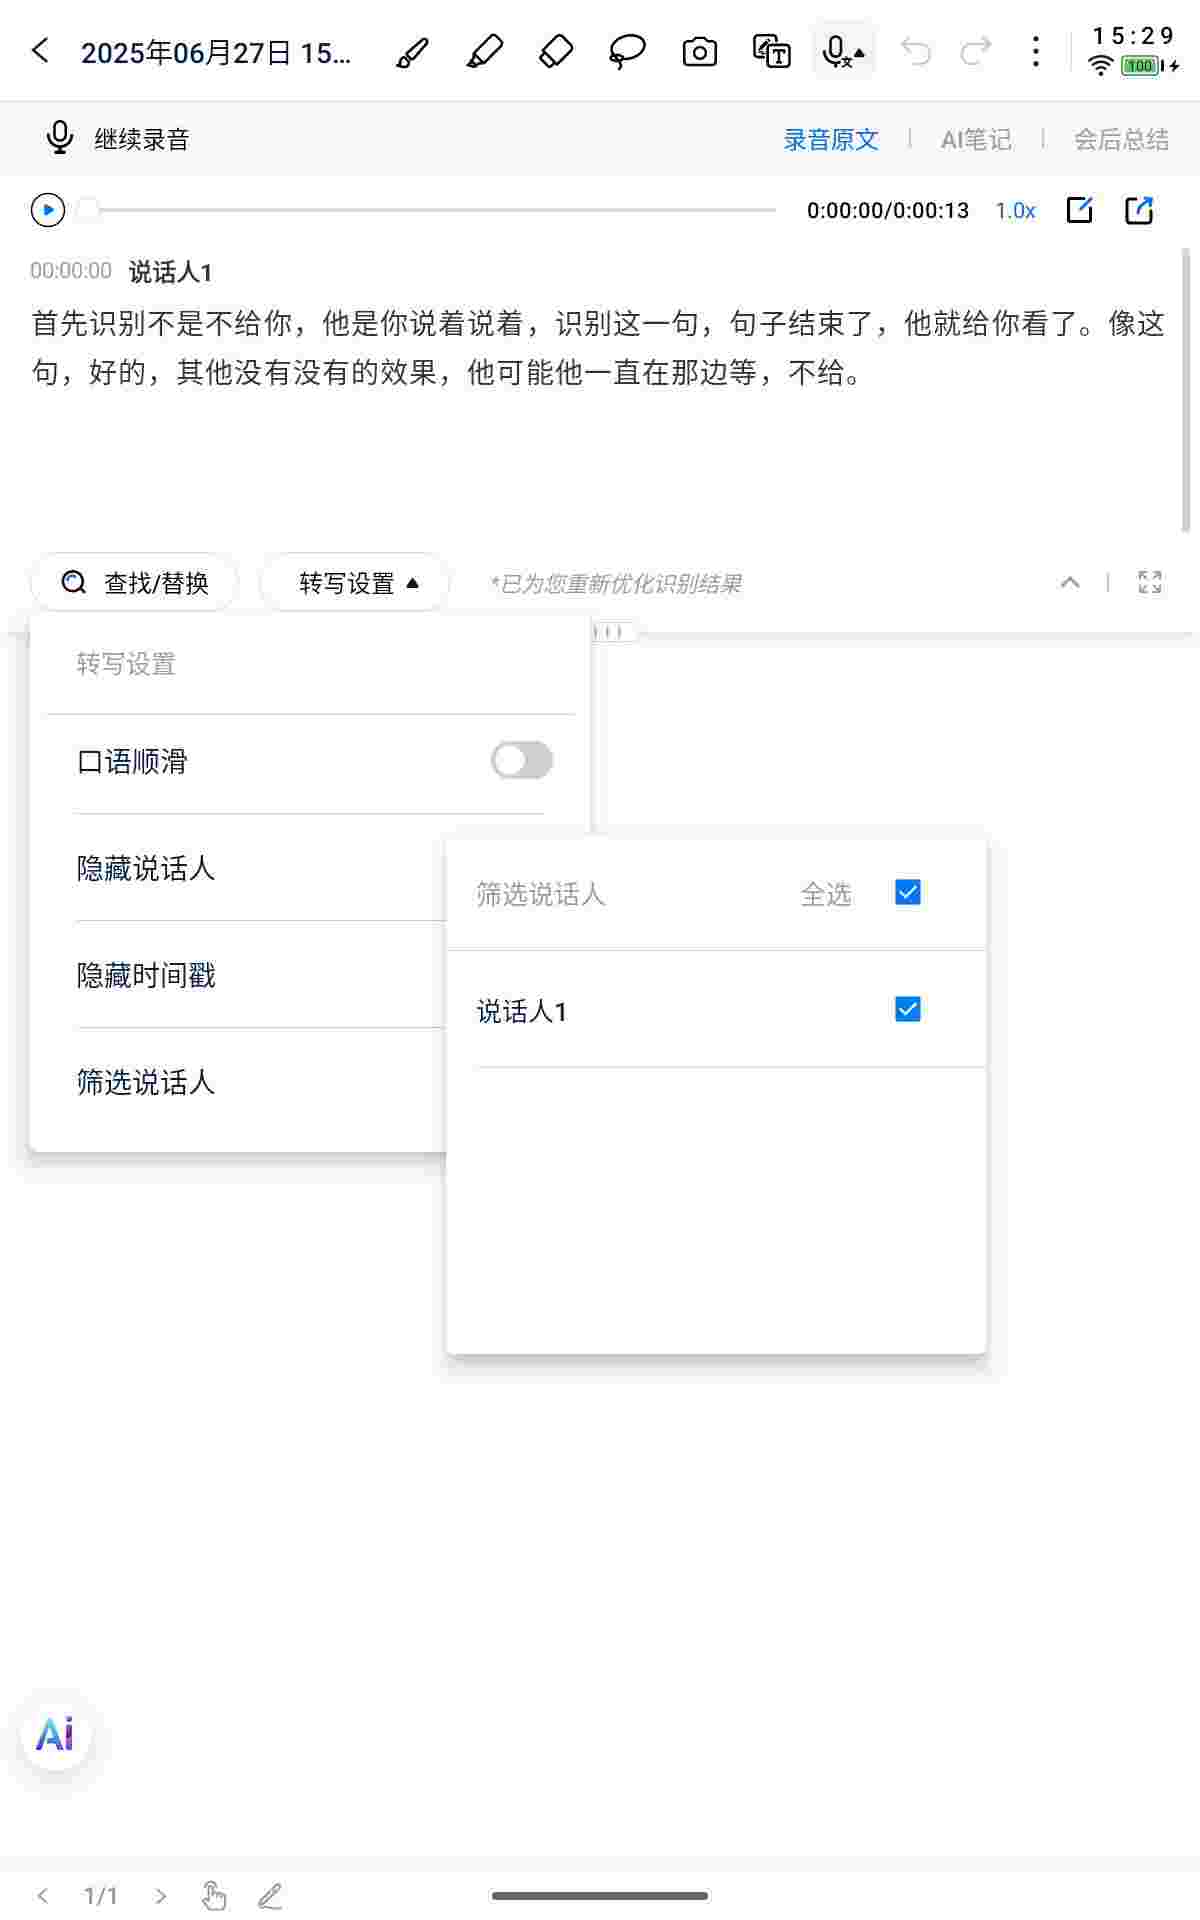 2025年06月27日 15...
15:29
100
继续录音
录音原文
AI笔记
会后总结
0:00:00/0:00:13
1.0x
00:00:00 说话人1
首先识别不是不给你，他是你说着说着，识别这一句，句子结束了，他就给你看了。像这
句，好的，其他没有没有的效果，他可能他一直在那边等，不给。
查找/替换
转写设置
*已为您重新优化识别结果
转写设置
口语顺滑
隐藏说话人
隐藏时间戳
筛选说话人
筛选说话人 全选
说话人1
Ai
1/1